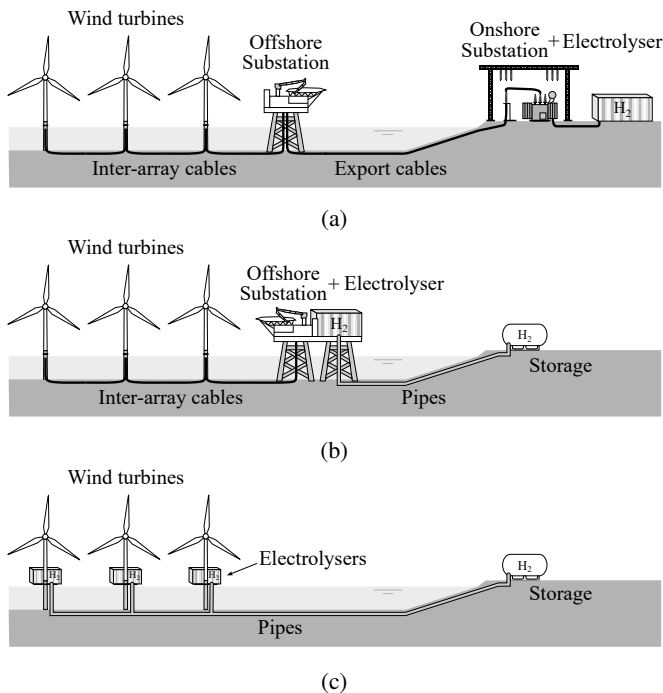 Wind turbines
Offshore
Substation
Onshore
Substation
+ Electrolyser
H2
Inter-array cables
Export cables
(a)
Wind turbines
Offshore
Substation
+ Electrolyser
H2
H2
Storage
Inter-array cables
Pipes
(b)
Wind turbines
Electrolysers
H2
H2
H2
H2
Storage
Pipes
(c)